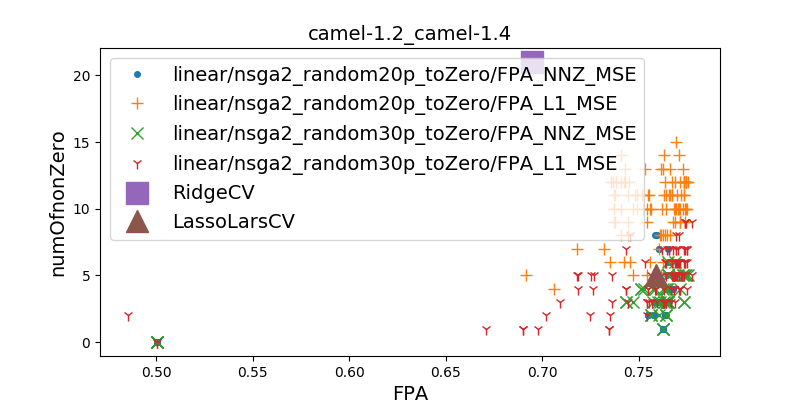 camel-1.2_camel-1.4
linear/nsga2_random20p_toZero/FPA_NNZ_MSE
linear/nsga2_random20p_toZero/FPA_L1_MSE
linear/nsga2_random30p_toZero/FPA_NNZ_MSE
linear/nsga2_random30p_toZero/FPA_L1_MSE
RidgeCV
LassoLarsCV
numOfnonZero
20
15
10
5
0
0.50 0.55 0.60 0.65 0.70 0.75
FPA